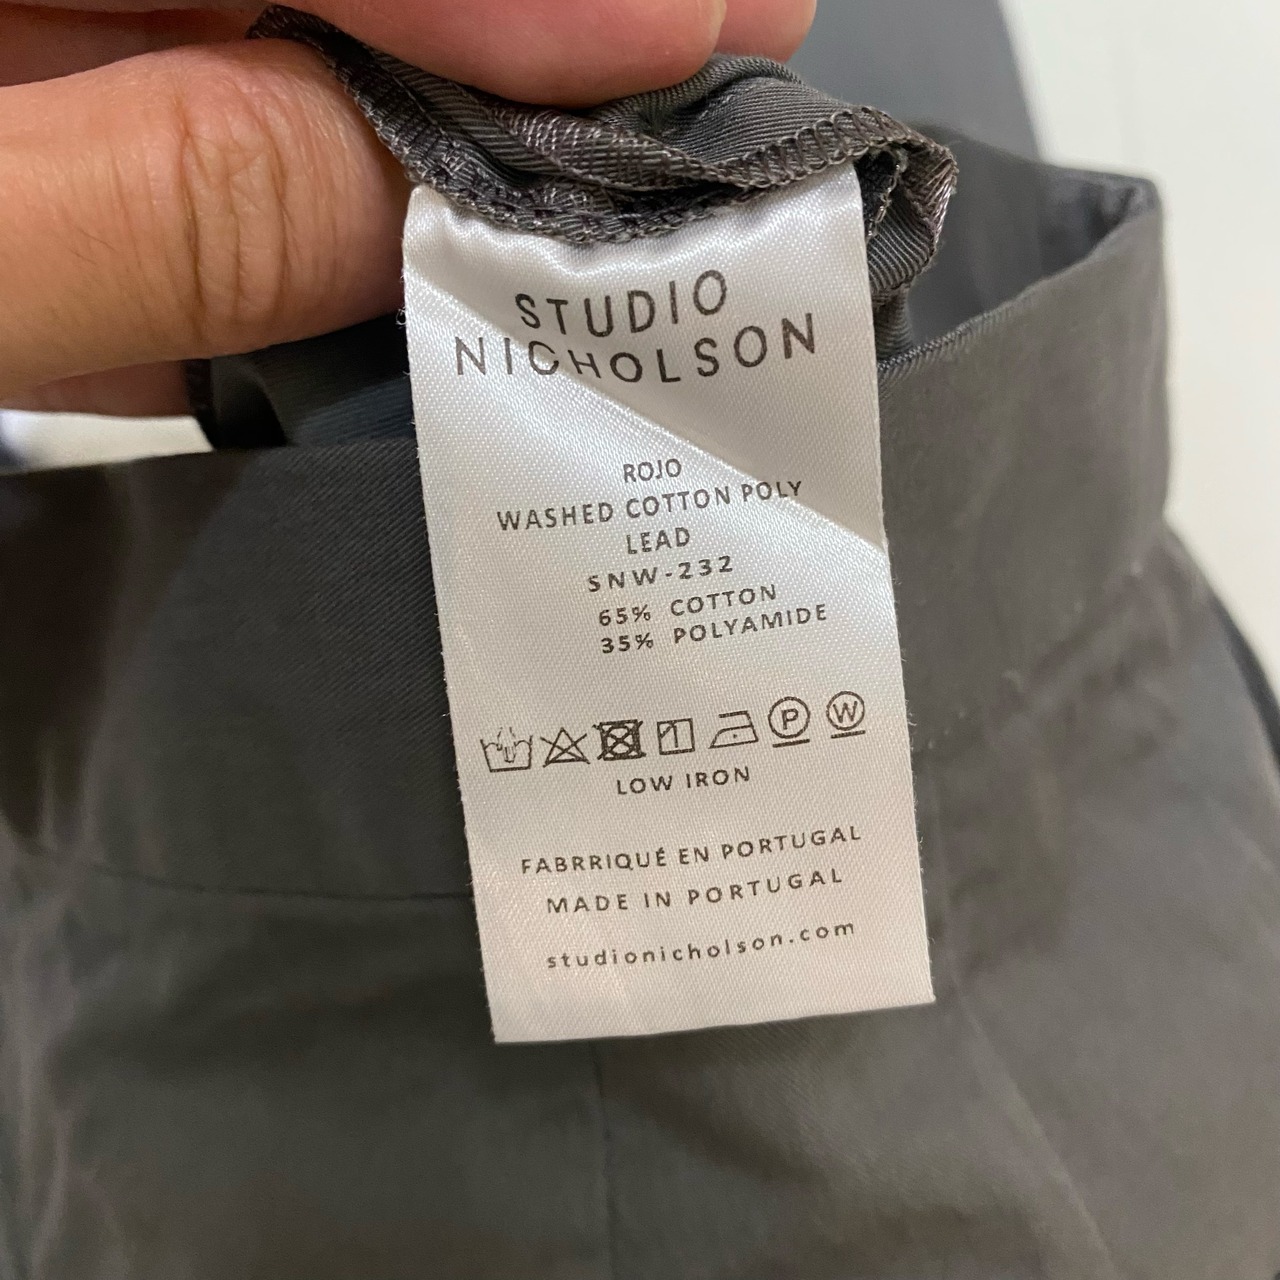 STUDIO
NICHOLSON
ROJO
WASHED COTTON POLY
LEAD
SNW-232
65% COTTON
35% POLYAMIDE
P W
LOW IRON
FABRRIQUÉ EN PORTUGAL
MADE IN PORTUGAL
studionicholson.com